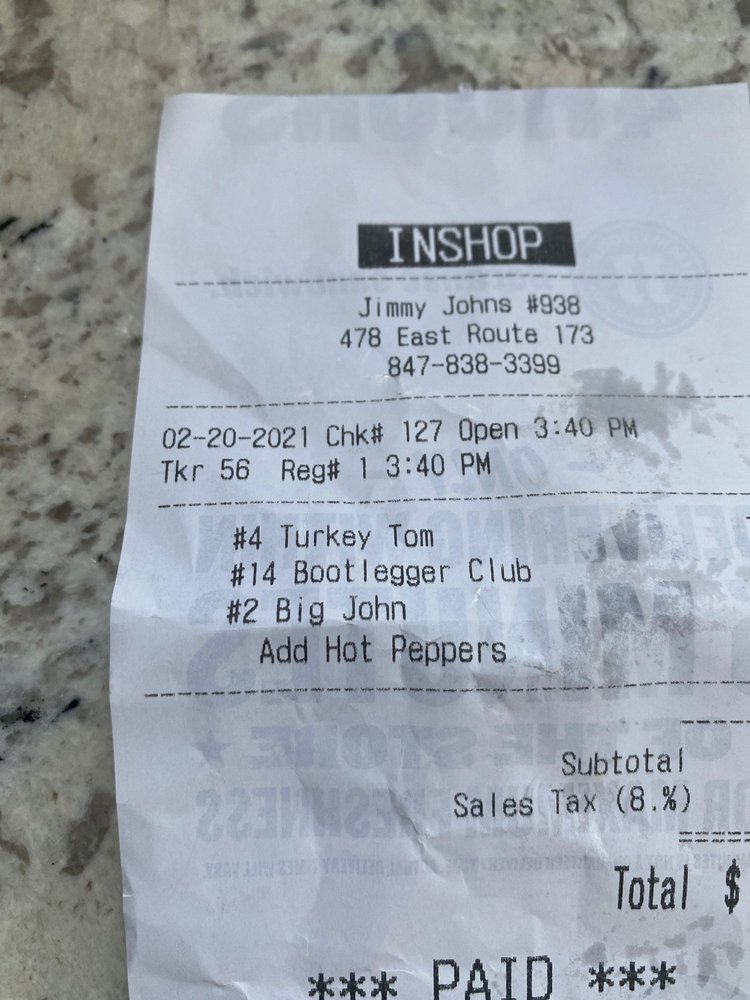 INSHOP
Jimmy Johns #938
478 East Route 173
847-838-3399
02-20-2021 Chk# 127 Open 3:40 PM
Tkr 56 Reg# 1 3:40 PM
#4 Turkey Tom
#14 Bootlegger Club
#2 Big John
Add Hot Peppers
Subtotal
Sales Tax (8.%)
Total $
*** PAID ***